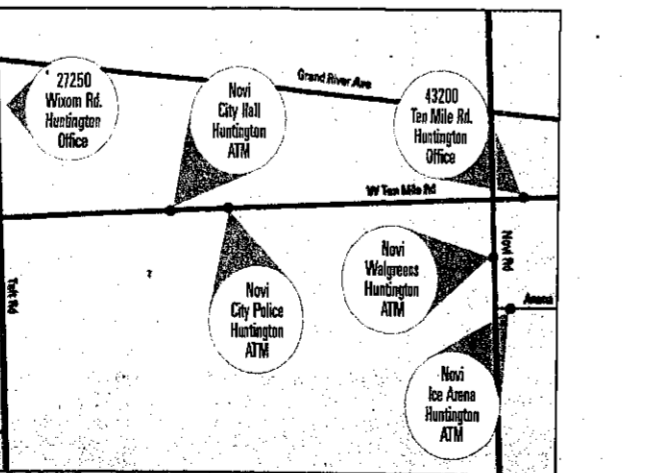 Grand River Ave
27250
Wixom Rd.
Huntington
Office
Novi
City Hall
Huntington
ATM
43200
Ten Mile Rd.
Huntington
Office
W Ten Mile Rd
Novi
Walgreens
Huntington
ATM
Novi Rd
Taft Rd
Novi
City Police
Huntington
ATM
Arena
Novi
Ice Arena
Huntington
ATM